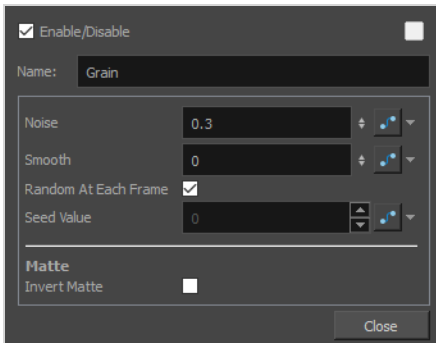 Enable/Disable
Name: Grain
Noise 0.3
Smooth 0
Random At Each Frame
Seed Value 0
Matte
Invert Matte
Close